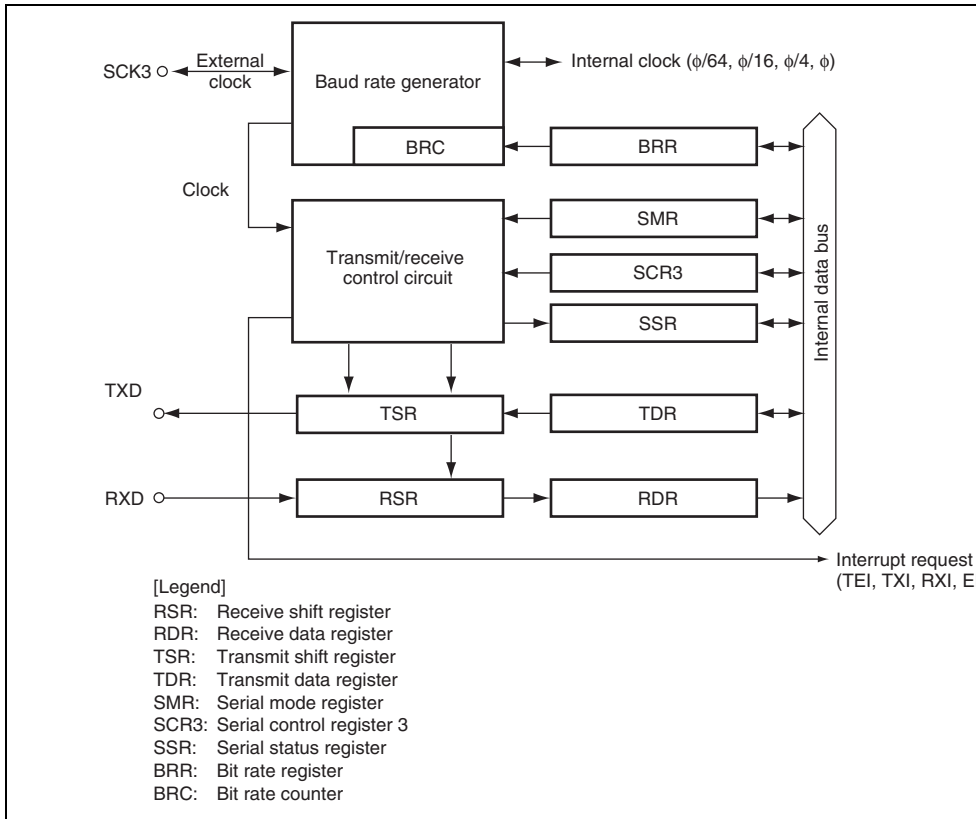 SCK3
External
clock
Baud rate generator
Internal clock (ϕ/64, ϕ/16, ϕ/4, ϕ)
BRC
BRR
Clock
Transmit/receive
control circuit
SMR
SCR3
SSR
Internal data bus
TXD
TSR
TDR
RXD
RSR
RDR
Interrupt request
(TEI, TXI, RXI, E
[Legend]
RSR: Receive shift register
RDR: Receive data register
TSR: Transmit shift register
TDR: Transmit data register
SMR: Serial mode register
SCR3: Serial control register 3
SSR: Serial status register
BRR: Bit rate register
BRC: Bit rate counter